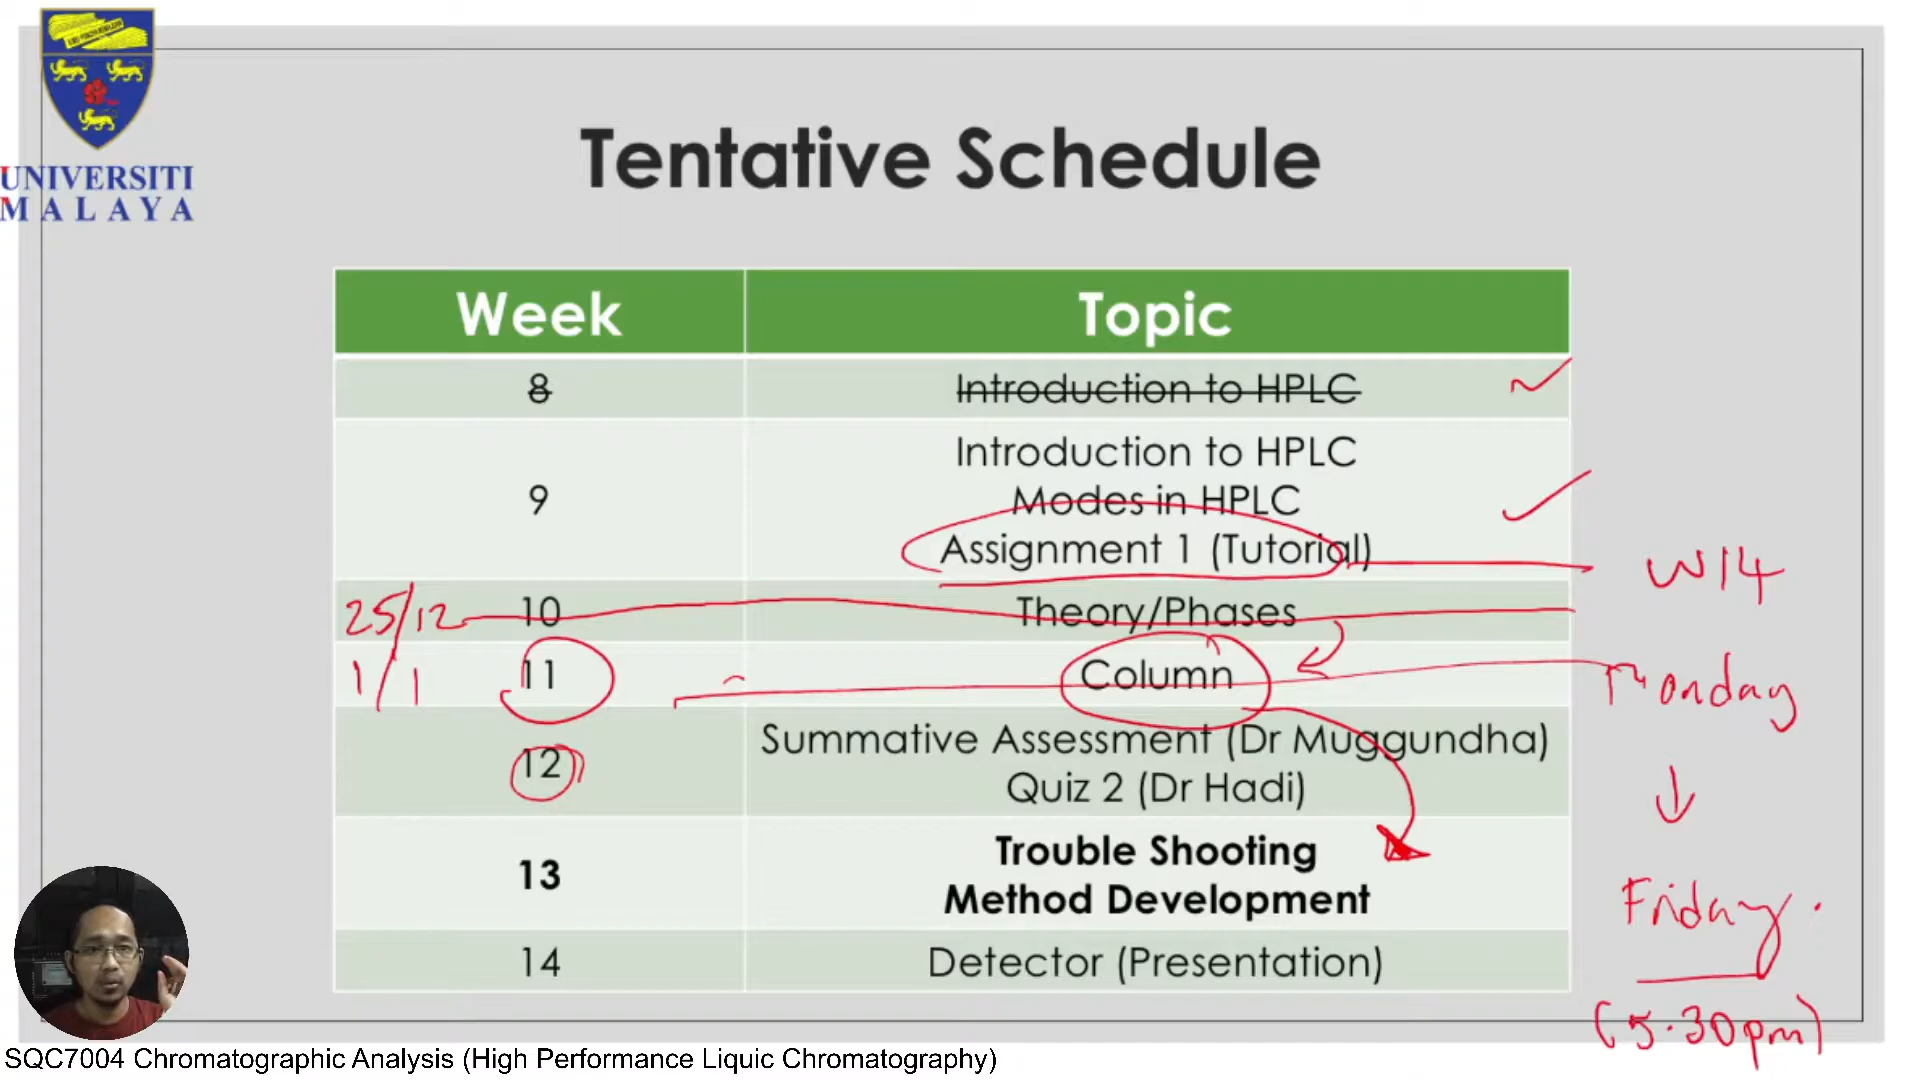 UNIVERSITI
MALAYA
Tentative Schedule
Week Topic
8 Introduction to HPLC
9 Introduction to HPLC
Modes in HPLC
Assignment 1 (Tutorial)
W14
25/12 10 Theory/Phases
1/1 11 Column
Monday
12 Summative Assessment (Dr Muggundha)
Quiz 2 (Dr Hadi)
13 Trouble Shooting
Method Development
Friday.
14 Detector (Presentation)
(5.30pm)
SQC7004 Chromatographic Analysis (High Performance Liquic Chromatography)